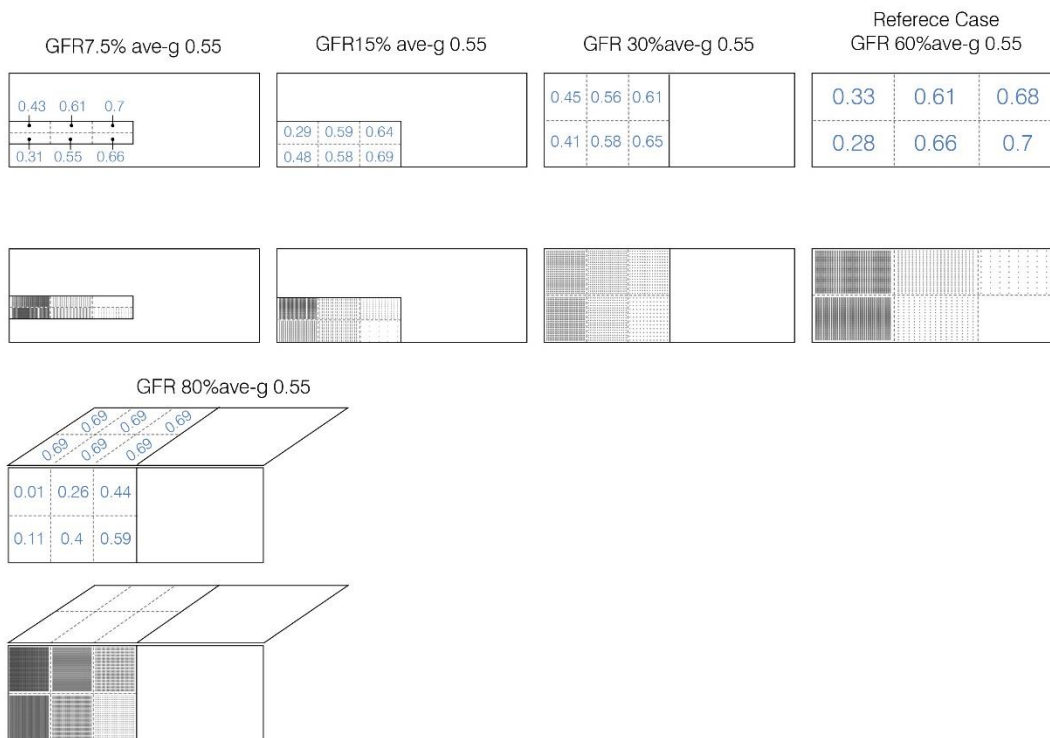 GFR7.5% ave-g 0.55
GFR15% ave-g 0.55
GFR 30%ave-g 0.55
Referece Case
GFR 60%ave-g 0.55
0.43 0.61 0.7
0.31 0.55 0.66
0.29 0.59 0.64
0.48 0.58 0.69
0.45 0.56 0.61
0.41 0.58 0.65
0.33 0.61 0.68
0.28 0.66 0.7
GFR 80%ave-g 0.55
0.69 0.69 0.69
0.69 0.69 0.69
0.01 0.26 0.44
0.11 0.4 0.59